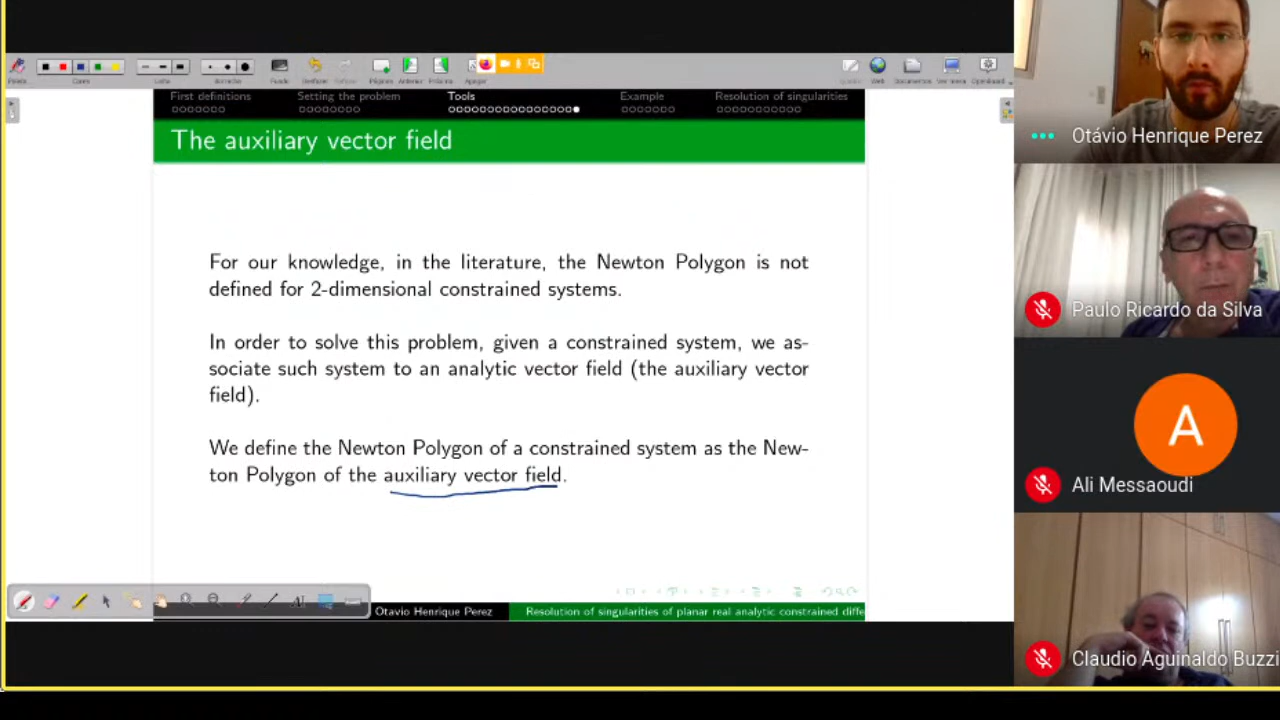 First definitions Setting the problem Tools Example Resolution of singularities
The auxiliary vector field
For our knowledge, in the literature, the Newton Polygon is not
defined for 2-dimensional constrained systems.
In order to solve this problem, given a constrained system, we as-
sociate such system to an analytic vector field (the auxiliary vector
field).
We define the Newton Polygon of a constrained system as the New-
ton Polygon of the auxiliary vector field.
Otavio Henrique Perez Resolution of singularities of planar real analytic constrained diffe
Otávio Henrique Perez
Paulo Ricardo da Silva
A
Ali Messaoudi
Claudio Aguinaldo Buzzi